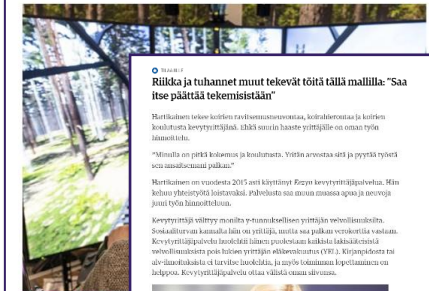 Riikka ja tuhannet muut tekevät töitä tällä mallilla: "Saa
itse päättää tekemisistään"
Hartikainen tekee koirien ravitsemusneuvontaa, koirahierontaa ja koirien
koulutusta kevytyrittäjänä. Ehkä suurin haaste yrittäjälle on oman työn
hinnoittelu.
"Minulla on pitkä kokemus ja koulutusta. Yritän arvostaa sitä ja pyytää työstä
sen ansaitsemani palkan."
Hartikainen on vuodesta 2015 asti käyttänyt Eezyn kevytyrittäjäpalvelua. Hän
kehuu yhteistyötä loistavaksi. Palvelusta saa muun muassa apua ja neuvoja
juuri työn hinnoitteluun.
Kevytyrittäjä välttyy monilta y-tunnuksellisen yrittäjän velvollisuuksilta.
Sosiaaliturvan kannalta hän on yrittäjä, mutta saa palkan verokorttia vastaan.
Kevytyrittäjäpalvelu huolehtii hänen puolestaan kaikista lakisääteisistä
velvollisuuksista pois lukien yrittäjän eläkevakuutus (YEL). Kirjanpidosta tai
alv-ilmoituksista ei tarvitse huolehtia, ja myös toiminnan lopettaminen on
helppoa. Kevytyrittäjäpalvelu ottaa välistä oman siivunsa.